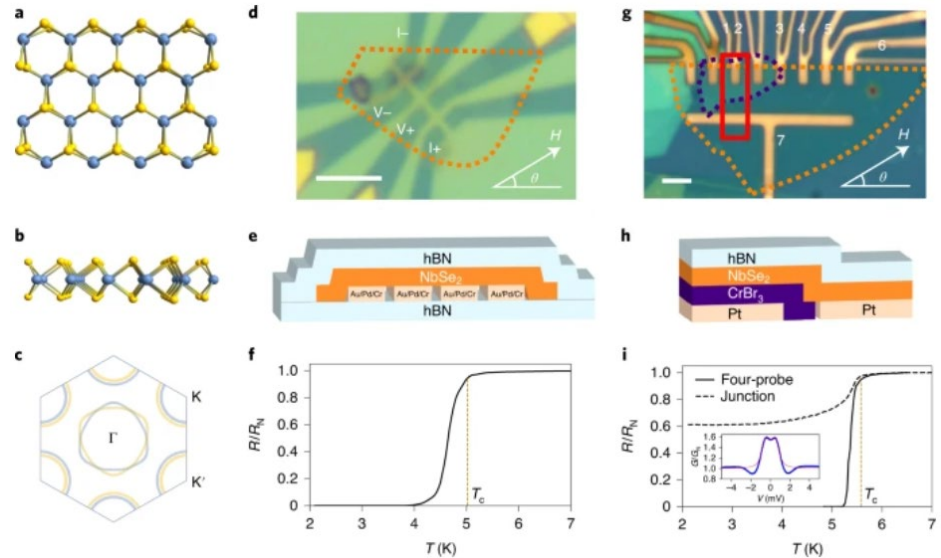 a
b
c
K
Γ
K′
d
I–
V–
V+
I+
H
θ
e
hBN
NbSe2
Au/Pd/Cr Au/Pd/Cr Au/Pd/Cr Au/Pd/Cr
hBN
f
R/RN
1.0
0.8
0.6
0.4
0.2
0
Tc
2 3 4 5 6 7
T (K)
g
1 2 3 4 5 6
7
H
θ
h
hBN
NbSe2
CrBr3
Pt Pt
i
R/RN
1.0
0.8
0.6
0.4
0.2
0
Four-probe
Junction
G/GN
1.6
1.4
1.2
1.0
0.8
–4 –2 0 2 4
V (mV)
Tc
2 3 4 5 6 7
T (K)